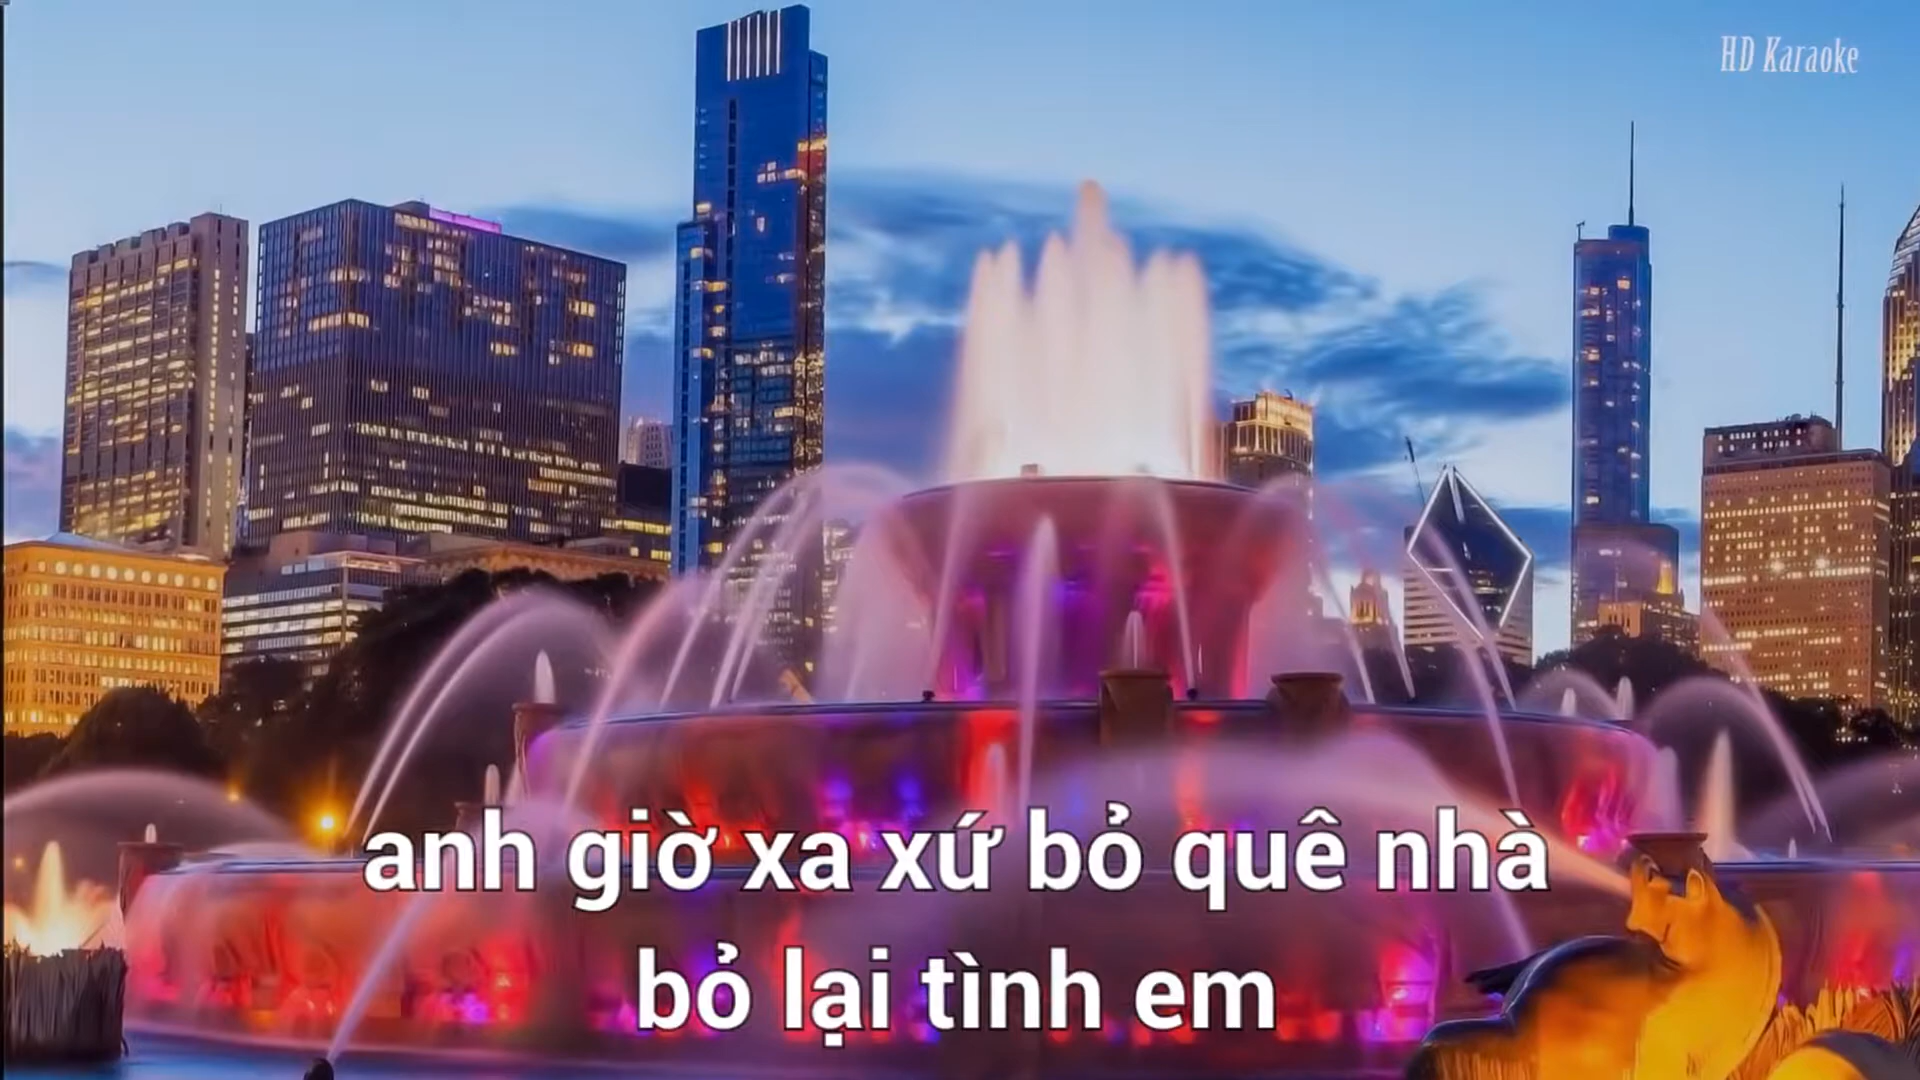 HD Karaoke
anh giờ xa xứ bỏ quê nhà
bỏ lại tình em